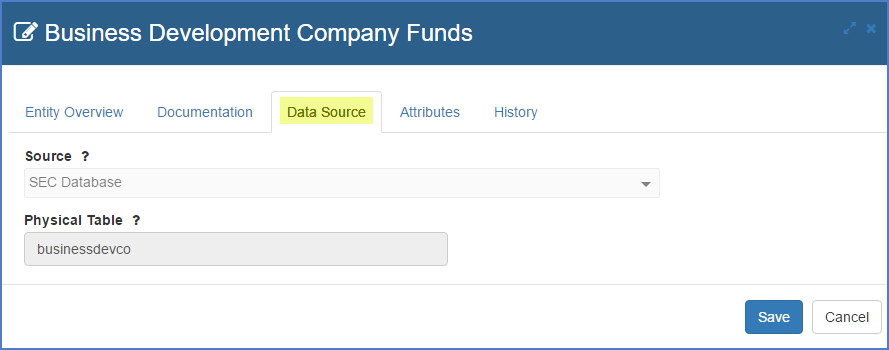 Business Development Company Funds
Entity Overview Documentation Data Source Attributes History
Source ?
SEC Database
Physical Table ?
businessdevco
Save Cancel